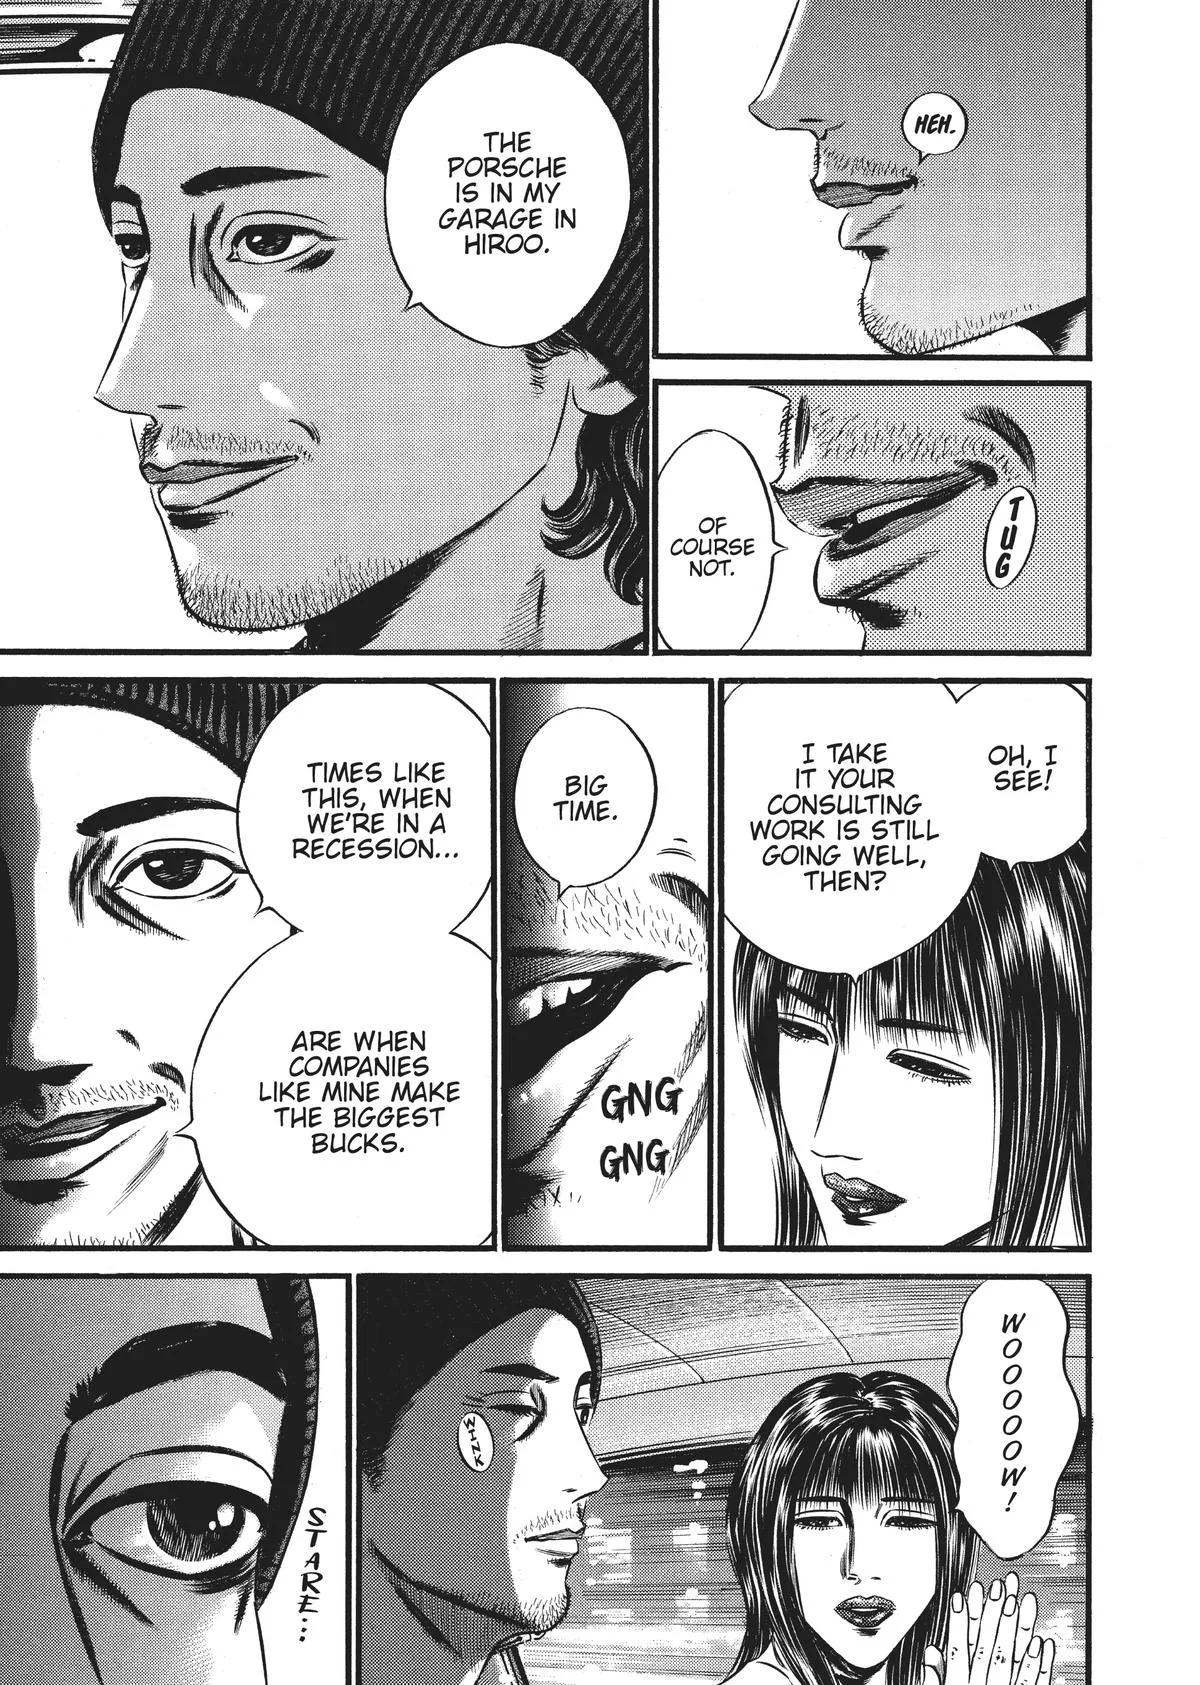 HEH.
THE
PORSCHE
IS IN MY
GARAGE IN
HIROO.
TUG
OF
COURSE
NOT.
OH, I
SEE!
I TAKE
IT YOUR
CONSULTING
WORK IS STILL
GOING WELL,
THEN?
BIG
TIME.
GNG
GNG
TIMES LIKE
THIS, WHEN
WE'RE IN A
RECESSION...
ARE WHEN
COMPANIES
LIKE MINE MAKE
THE BIGGEST
BUCKS.
WOOOOOW!
WINK
STARE...